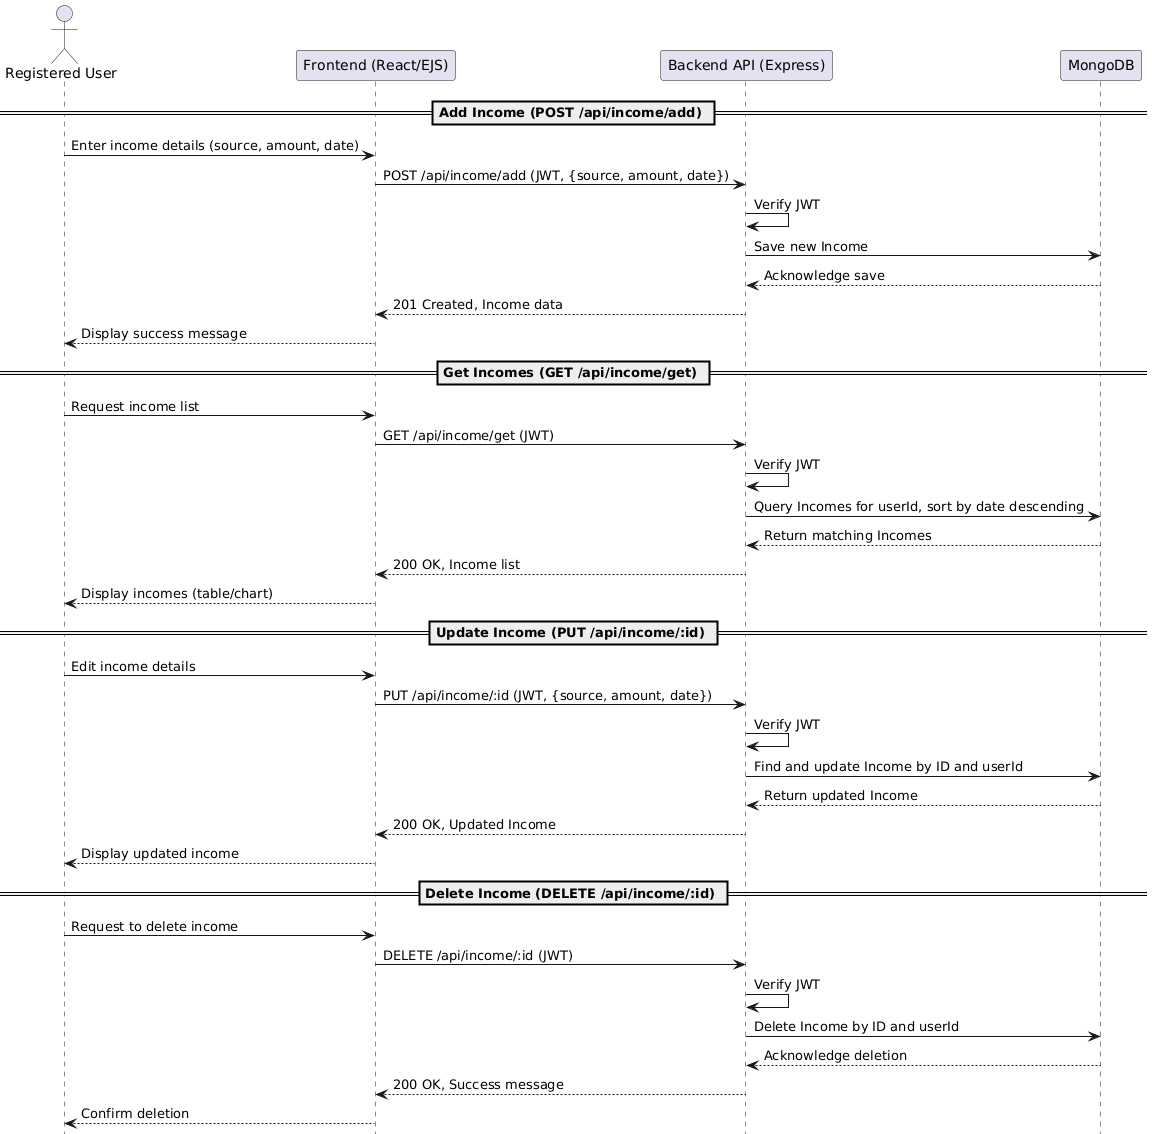 Registered User
Frontend (React/EJS)
Backend API (Express)
MongoDB
Add Income (POST /api/income/add)
Enter income details (source, amount, date)
POST /api/income/add (JWT, {source, amount, date})
Verify JWT
Save new Income
Acknowledge save
201 Created, Income data
Display success message
Get Incomes (GET /api/income/get)
Request income list
GET /api/income/get (JWT)
Verify JWT
Query Incomes for userId, sort by date descending
Return matching Incomes
200 OK, Income list
Display incomes (table/chart)
Update Income (PUT /api/income/:id)
Edit income details
PUT /api/income/:id (JWT, {source, amount, date})
Verify JWT
Find and update Income by ID and userId
Return updated Income
200 OK, Updated Income
Display updated income
Delete Income (DELETE /api/income/:id)
Request to delete income
DELETE /api/income/:id (JWT)
Verify JWT
Delete Income by ID and userId
Acknowledge deletion
200 OK, Success message
Confirm deletion